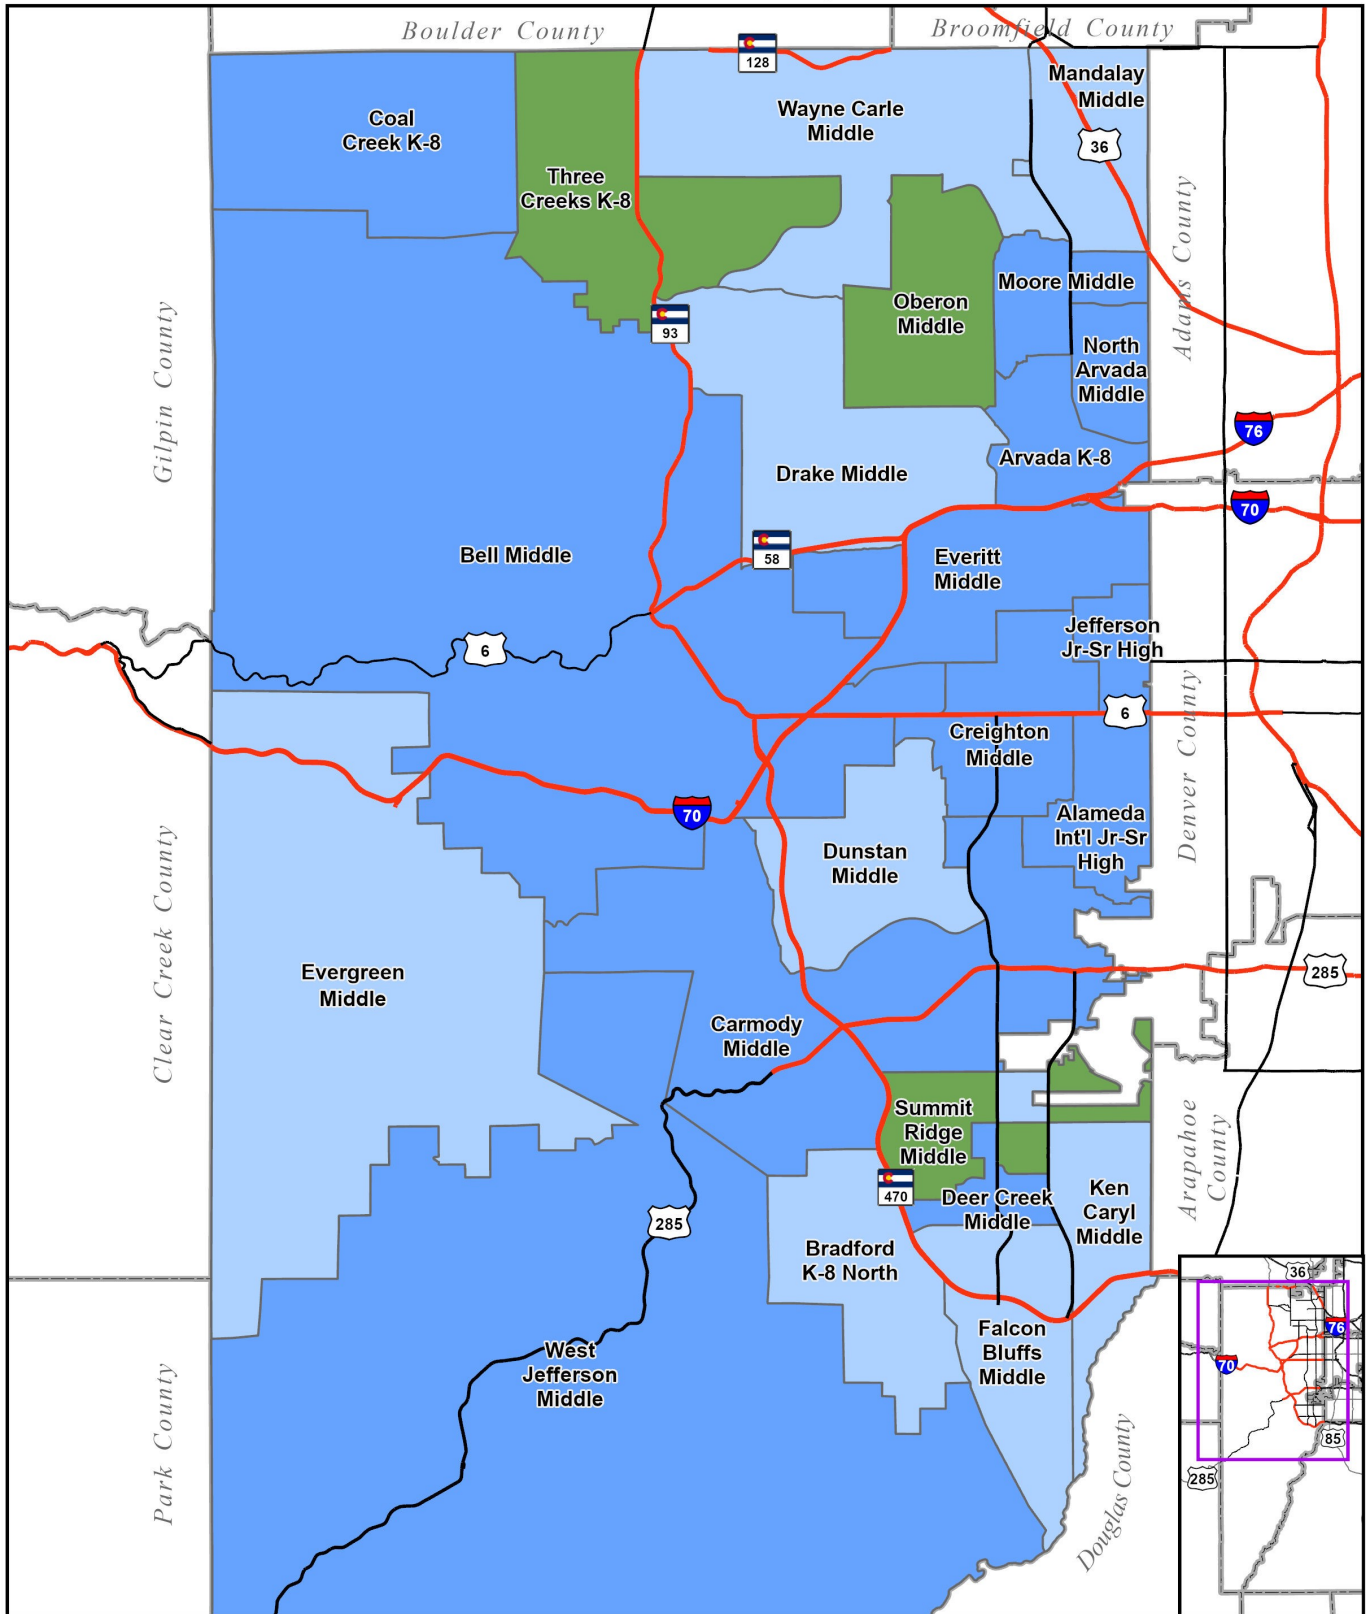 Boulder County
Broomfield County
128
Mandalay
Middle
Coal
Creek K-8
Wayne Carle
Middle
36
Three
Creeks K-8
Adams County
Moore Middle
Oberon
Middle
Gilpin County
93
North
Arvada
Middle
76
Arvada K-8
Drake Middle
70
Bell Middle
58
Everitt
Middle
Jefferson
Jr-Sr High
6
6
Denver County
Creighton
Middle
70
Alameda
Int'l Jr-Sr
High
Dunstan
Middle
Clear Creek County
Evergreen
Middle
285
Carmody
Middle
Summit
Ridge
Middle
Arapahoe
County
470
Deer Creek
Middle
Ken
Caryl
Middle
285
Bradford
K-8 North
36
76
70
Falcon
Bluffs
Middle
West
Jefferson
Middle
Park County
Douglas County
85
285